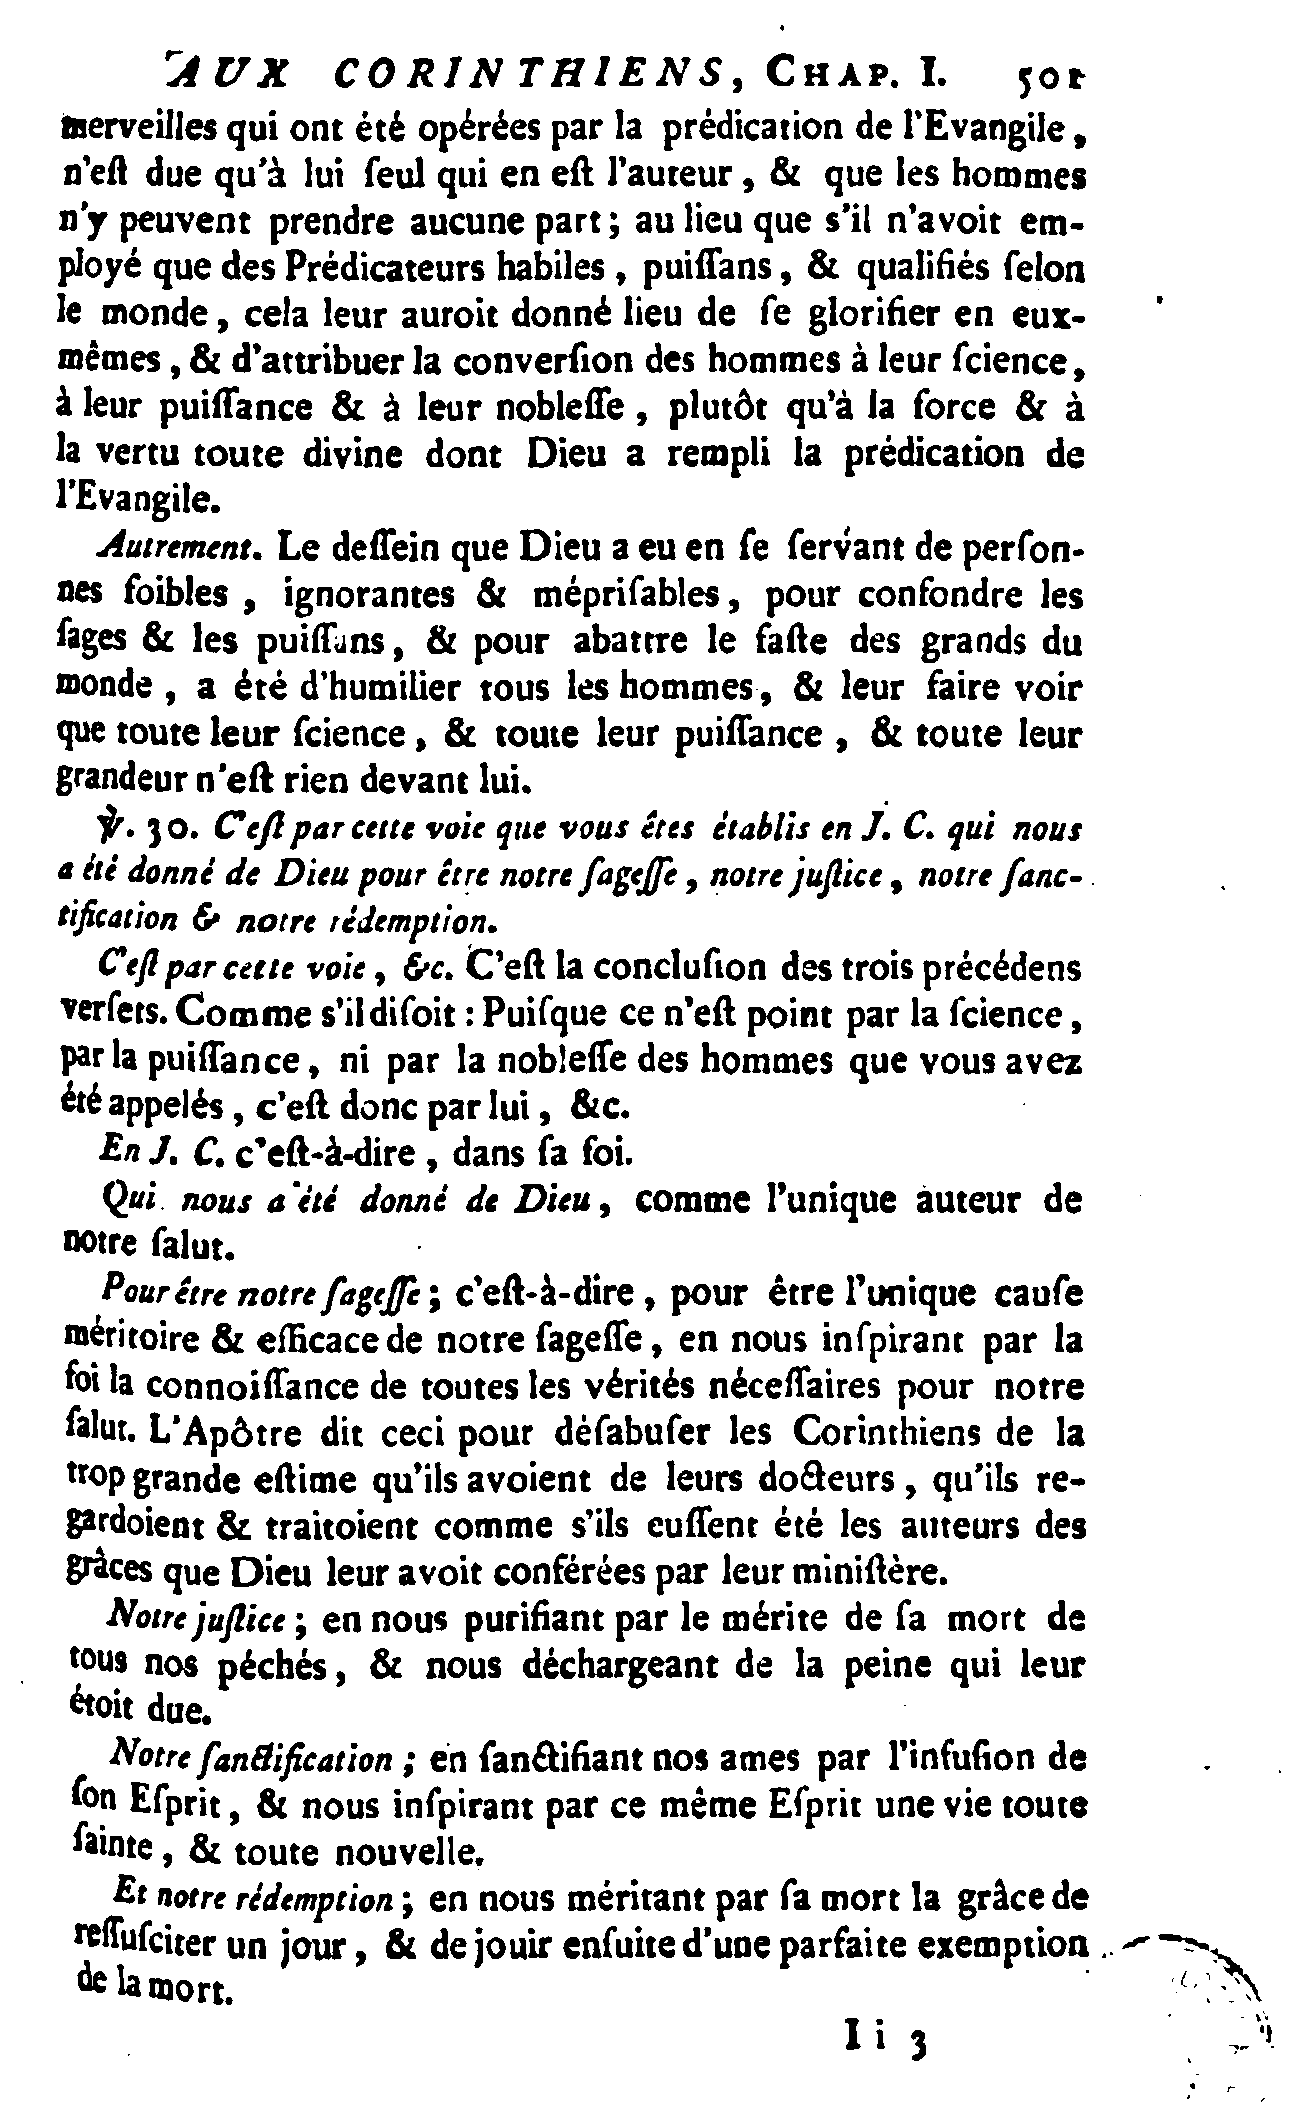 AUX CORINTHIENS, CHAP. I. 501
merveilles qui ont été opérées par la prédication de l'Evangile,
n'eſt due qu'à lui ſeul qui en eſt l'auteur, & que les hommes
n'y peuvent prendre aucune part; au lieu que s'il n'avoit em-
ployé que des Prédicateurs habiles, puiſſans, & qualifiés ſelon
le monde, cela leur auroit donné lieu de ſe glorifier en eux-
mêmes, & d'attribuer la converſion des hommes à leur ſcience,
à leur puiſſance & à leur nobleſſe, plutôt qu'à la force & à
la vertu toute divine dont Dieu a rempli la prédication de
l'Evangile.
Autrement. Le deſſein que Dieu a eu en ſe ſervant de perſon-
nes foibles, ignorantes & mépriſables, pour confondre les
ſages & les puiſſans, & pour abattre le faſte des grands du
monde, a été d'humilier tous les hommes, & leur faire voir
que toute leur ſcience, & toute leur puiſſance, & toute leur
grandeur n'eſt rien devant lui.
℣. 30. C'eſt par cette voie que vous êtes établis en J. C. qui nous
a été donné de Dieu pour être notre ſageſſe, notre juſtice, notre ſanc-
tification & notre rédemption.
C'eſt par cette voie, &c. C'eſt la concluſion des trois précédens
verſets. Comme s'il diſoit : Puiſque ce n'eſt point par la ſcience,
par la puiſſance, ni par la nobleſſe des hommes que vous avez
été appelés, c'eſt donc par lui, &c.
En J. C. c'eſt-à-dire, dans ſa foi.
Qui nous a été donné de Dieu, comme l'unique auteur de
notre ſalut.
Pour être notre ſageſſe; c'eſt-à-dire, pour être l'unique cauſe
méritoire & efficace de notre ſageſſe, en nous inſpirant par la
foi la connoiſſance de toutes les vérités néceſſaires pour notre
ſalut. L'Apôtre dit ceci pour déſabuſer les Corinthiens de la
trop grande eſtime qu'ils avoient de leurs docteurs, qu'ils re-
gardoient & traitoient comme s'ils euſſent été les auteurs des
grâces que Dieu leur avoit conférées par leur miniſtère.
Notre juſtice; en nous purifiant par le mérite de ſa mort de
tous nos péchés, & nous déchargeant de la peine qui leur
étoit due.
Notre ſanctification; en ſanctifiant nos ames par l'infuſion de
ſon Eſprit, & nous inſpirant par ce même Eſprit une vie toute
ſainte, & toute nouvelle.
Et notre rédemption; en nous méritant par ſa mort la grâce de
reſſuſciter un jour, & de jouir enſuite d'une parfaite exemption
de la mort.
I i 3